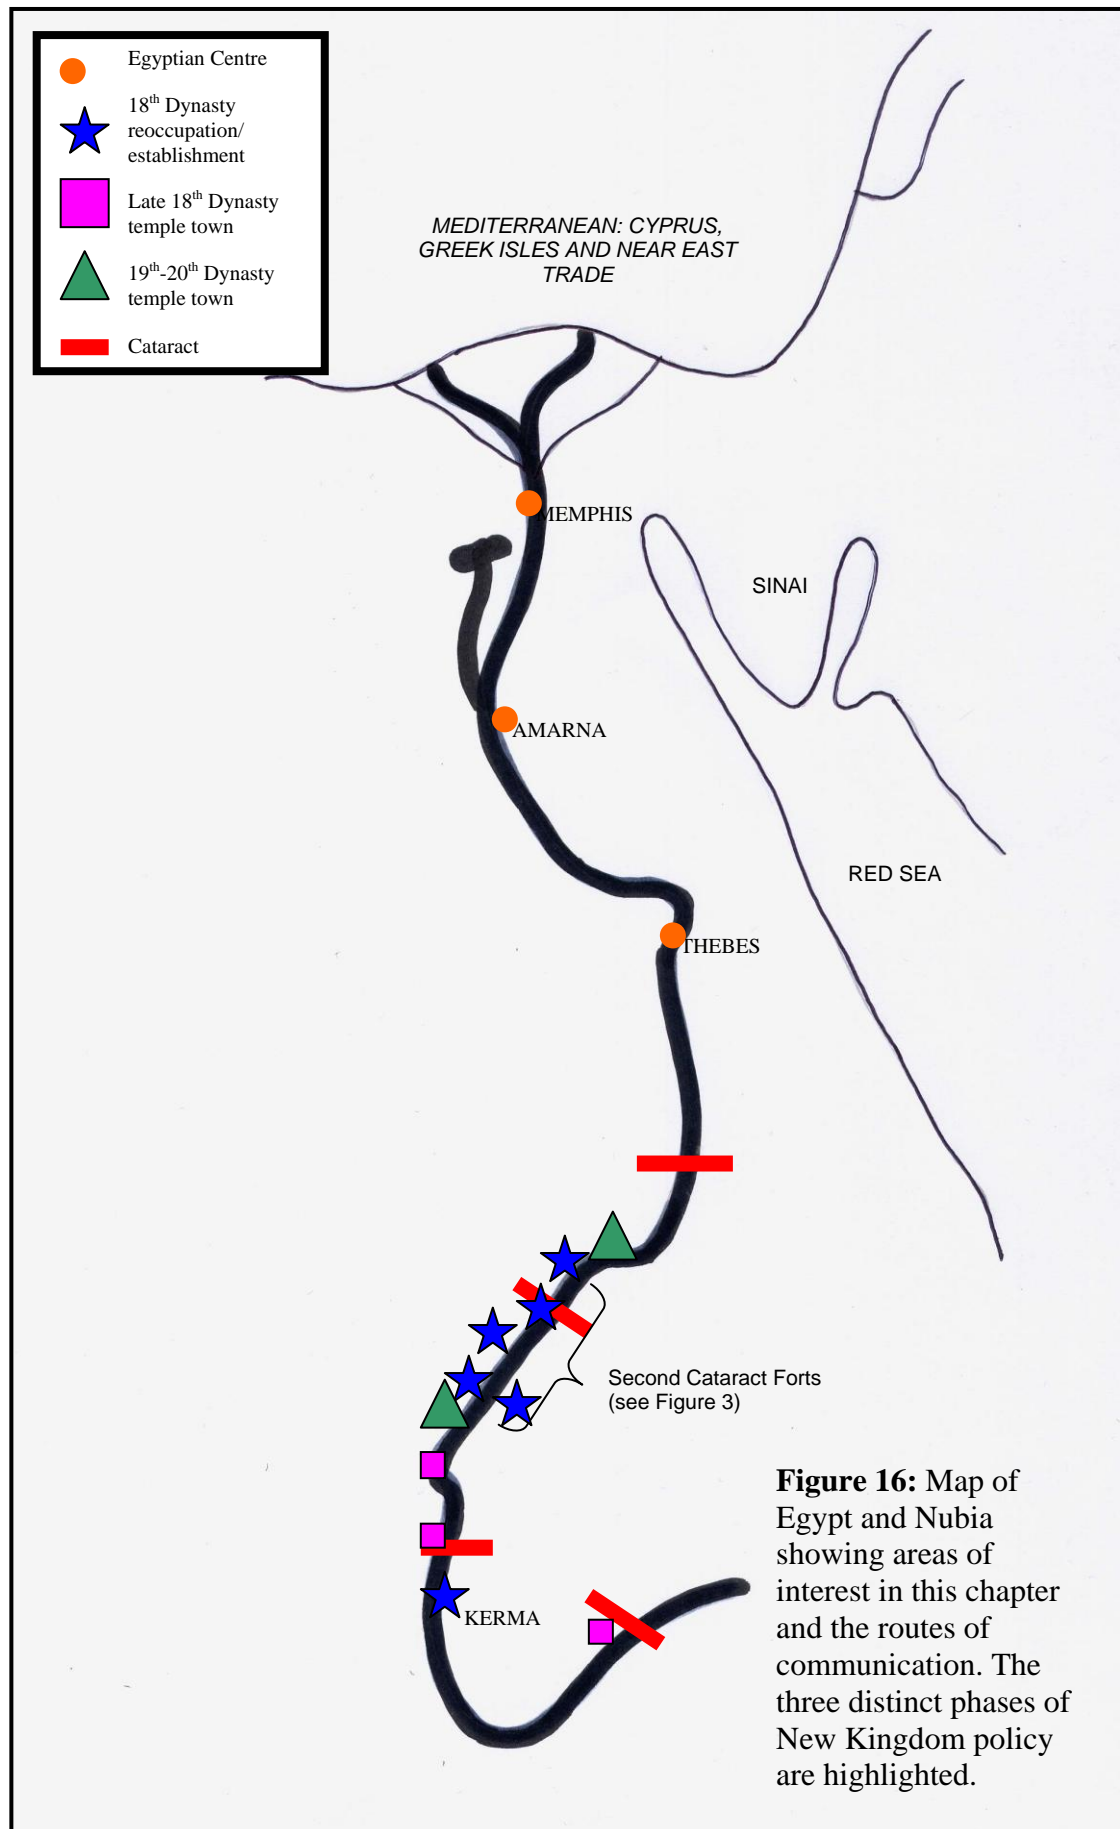 Egyptian Centre
18th Dynasty
reoccupation/
establishment
Late 18th Dynasty
temple town
19th-20th Dynasty
temple town
Cataract
MEDITERRANEAN: CYPRUS,
GREEK ISLES AND NEAR EAST
TRADE
MEMPHIS
SINAI
AMARNA
RED SEA
THEBES
Second Cataract Forts
(see Figure 3)
KERMA
Figure 16: Map of
Egypt and Nubia
showing areas of
interest in this chapter
and the routes of
communication. The
three distinct phases of
New Kingdom policy
are highlighted.